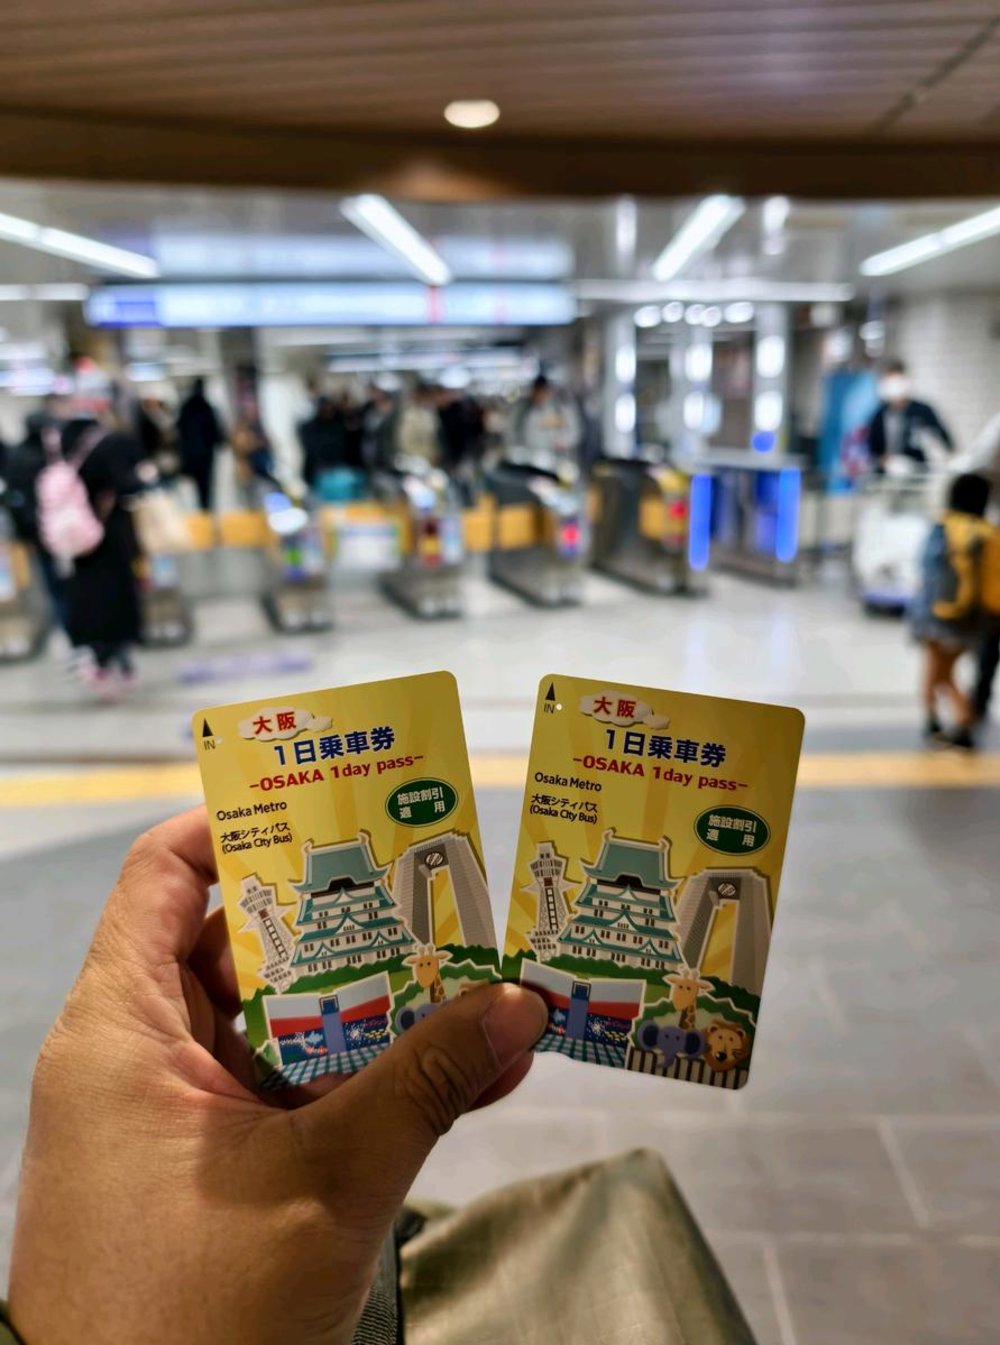 IN
大阪
1日乗車券
-OSAKA 1day pass-
Osaka Metro
大阪シティバス
(Osaka City Bus)
施設割引
適 用
IN
大阪
1日乗車券
-OSAKA 1day pass-
Osaka Metro
大阪シティバス
(Osaka City Bus)
施設割引
適 用